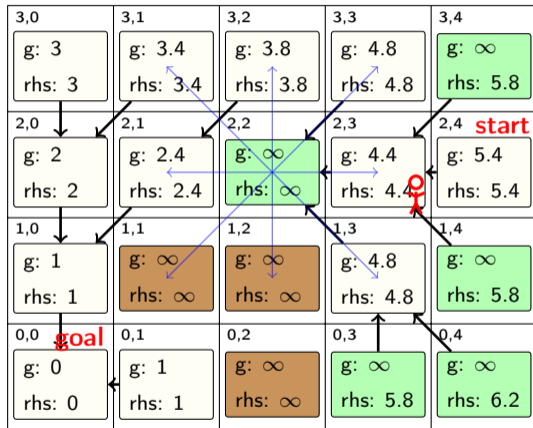 3,0 3,1 3,2 3,3 3,4
g: 3 g: 3.4 g: 3.8 g: 4.8 g: ∞
rhs: 3 rhs: 3.4 rhs: 3.8 rhs: 4.8 rhs: 5.8
2,0 2,1 2,2 2,3 2,4 start
g: 2 g: 2.4 g: ∞ g: 4.4 g: 5.4
rhs: 2 rhs: 2.4 rhs: ∞ rhs: 4.4 rhs: 5.4
1,0 1,1 1,2 1,3 1,4
g: 1 g: ∞ g: ∞ g: 4.8 g: ∞
rhs: 1 rhs: ∞ rhs: ∞ rhs: 4.8 rhs: 5.8
0,0 goal 0,1 0,2 0,3 0,4
g: 0 g: 1 g: ∞ g: ∞ g: ∞
rhs: 0 rhs: 1 rhs: ∞ rhs: 5.8 rhs: 6.2